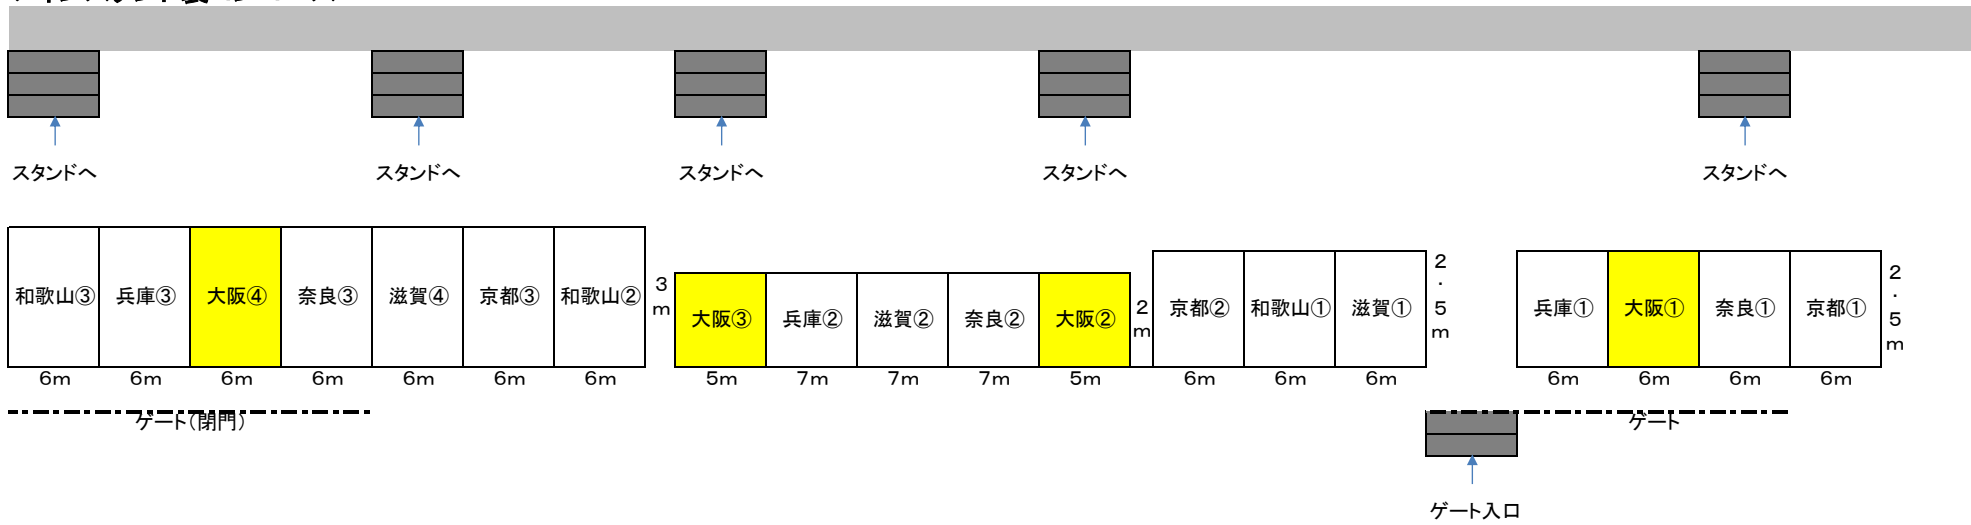 スタンドへ スタンドへ スタンドへ スタンドへ スタンドへ
和歌山③ 兵庫③ 大阪④ 奈良③ 滋賀④ 京都③ 和歌山② 3m 大阪③ 兵庫② 滋賀② 奈良② 大阪② 2m 京都② 和歌山① 滋賀① 2.5m 兵庫① 大阪① 奈良① 京都① 2.5m
6m 6m 6m 6m 6m 6m 6m 5m 7m 7m 7m 5m 6m 6m 6m 6m 6m 6m 6m
ゲート(閉門) ゲート
ゲート入口